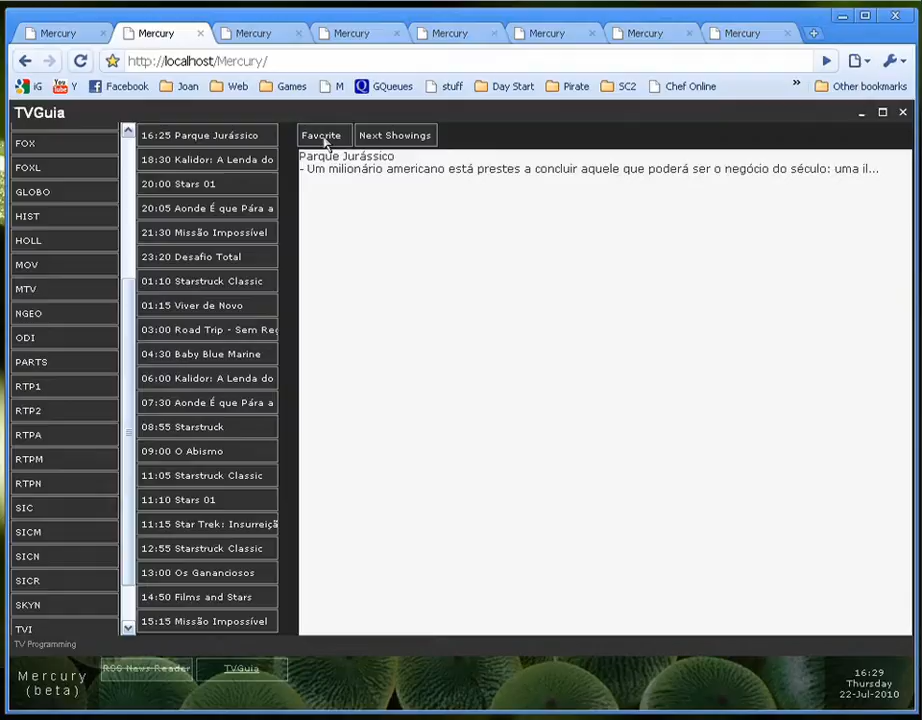 Mercury
Mercury
Mercury
Mercury
Mercury
Mercury
Mercury
Mercury
http://localhost/Mercury/
iG
Y
Facebook
Joan
Web
Games
M
GQueues
stuff
Day Start
Pirate
SC2
Chef Online
»
Other bookmarks
TVGuia
FOX
FOXL
GLOBO
HIST
HOLL
MOV
MTV
NGEO
ODI
PARTS
RTP1
RTP2
RTPA
RTPM
RTPN
SIC
SICM
SICN
SICR
SKYN
TVI
16:25 Parque Jurássico
18:30 Kalidor: A Lenda do
20:00 Stars 01
20:05 Aonde É que Pára a
21:30 Missão Impossível
23:20 Desafio Total
01:10 Starstruck Classic
01:15 Viver de Novo
03:00 Road Trip - Sem Reg
04:30 Baby Blue Marine
06:00 Kalidor: A Lenda do
07:30 Aonde É que Pára a
08:55 Starstruck
09:00 O Abismo
11:05 Starstruck Classic
11:10 Stars 01
11:15 Star Trek: Insurreiçã
12:55 Starstruck Classic
13:00 Os Gananciosos
14:50 Films and Stars
15:15 Missão Impossível
Favorite
Next Showings
Parque Jurássico
- Um milionário americano está prestes a concluir aquele que poderá ser o negócio do século: uma il...
TV Programming
Mercury
(beta)
RSS News Reader
TVGuia
16:29
Thursday
22-Jul-2010